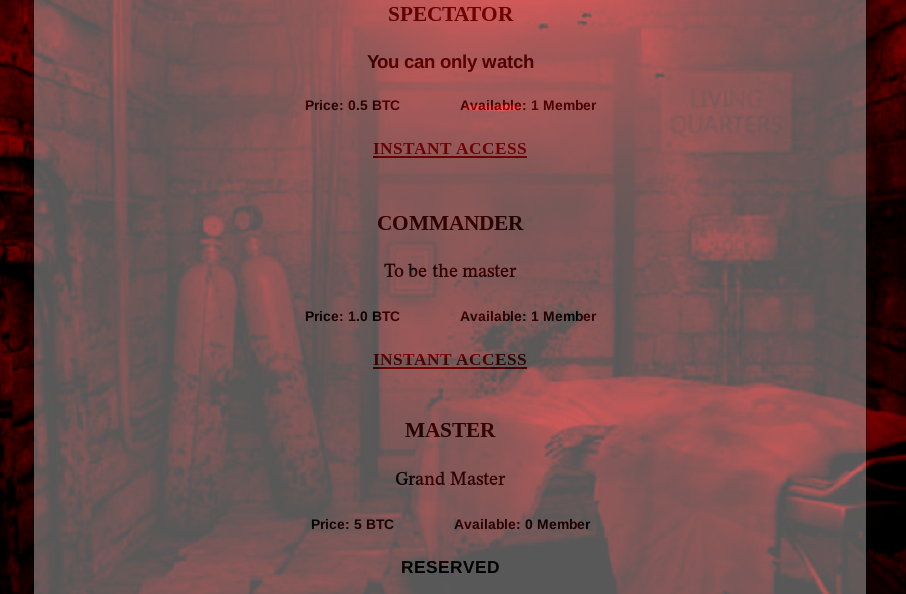 SPECTATOR
You can only watch
Price: 0.5 BTC Available: 1 Member
LIVING
QUARTERS
INSTANT ACCESS
COMMANDER
To be the master
Price: 1.0 BTC Available: 1 Member
INSTANT ACCESS
MASTER
Grand Master
Price: 5 BTC Available: 0 Member
RESERVED